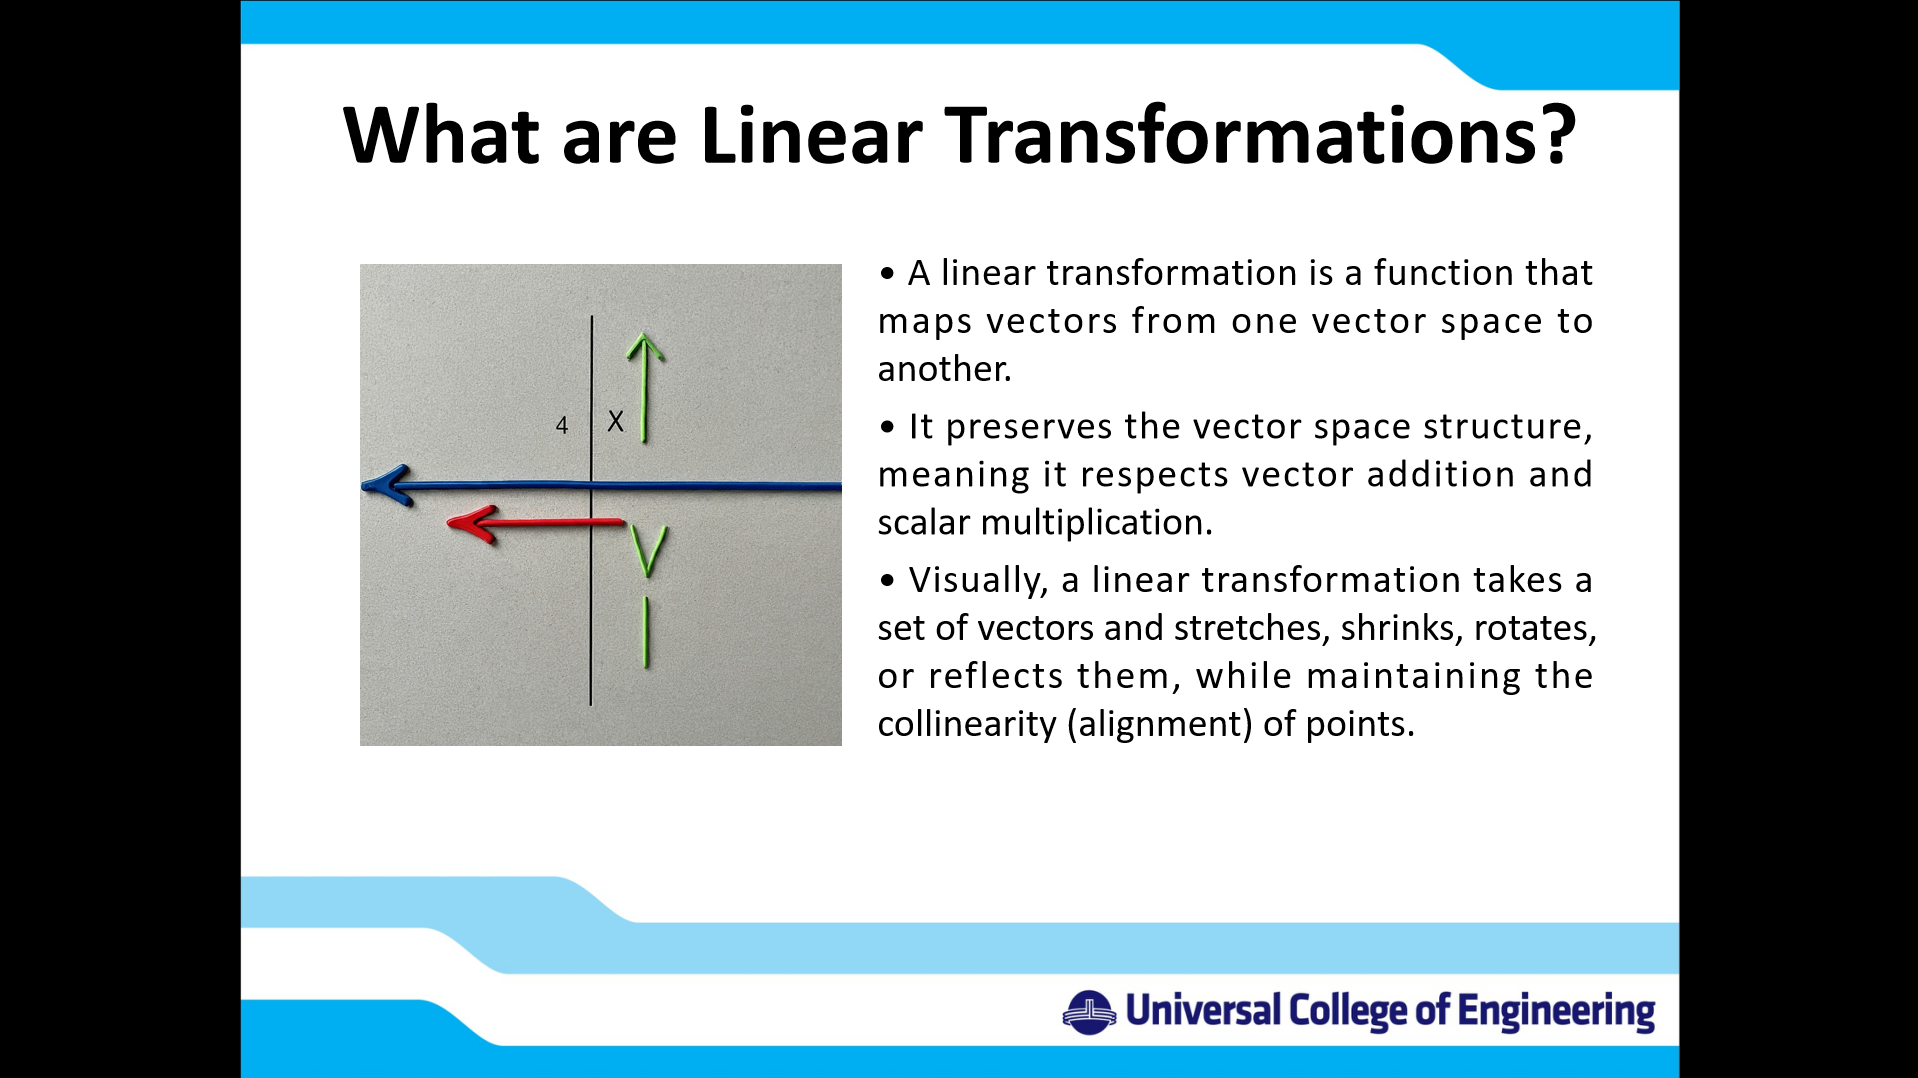 What are Linear Transformations?
4 X
• A linear transformation is a function that
maps vectors from one vector space to
another.
• It preserves the vector space structure,
meaning it respects vector addition and
scalar multiplication.
• Visually, a linear transformation takes a
set of vectors and stretches, shrinks, rotates,
or reflects them, while maintaining the
collinearity (alignment) of points.
Universal College of Engineering